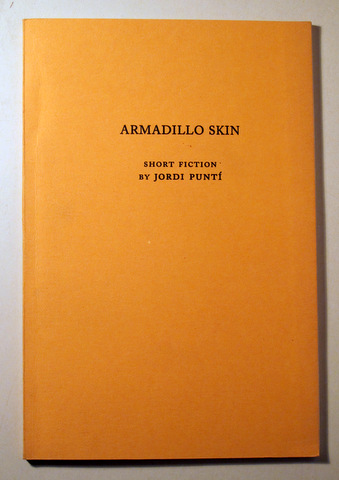 ARMADILLO SKIN
SHORT FICTION
BY JORDI PUNTÍ